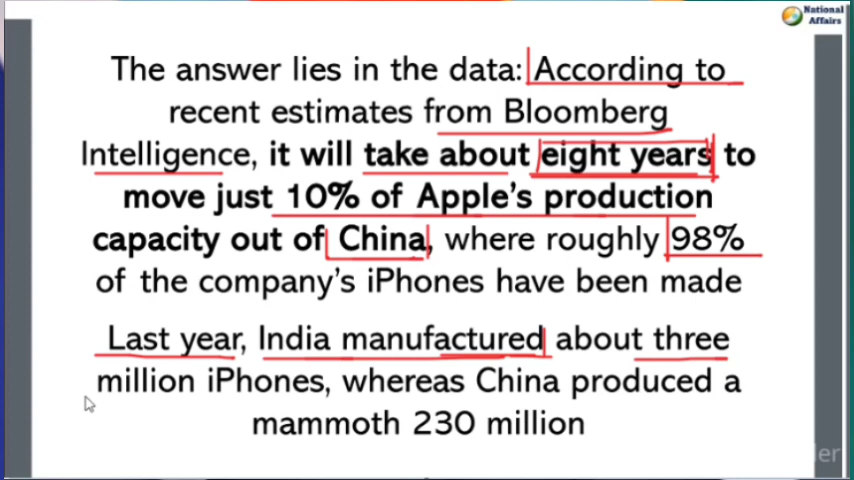 National
Affairs
The answer lies in the data: According to
recent estimates from Bloomberg
Intelligence, it will take about eight years to
move just 10% of Apple's production
capacity out of China, where roughly 98%
of the company's iPhones have been made
Last year, India manufactured about three
million iPhones, whereas China produced a
mammoth 230 million